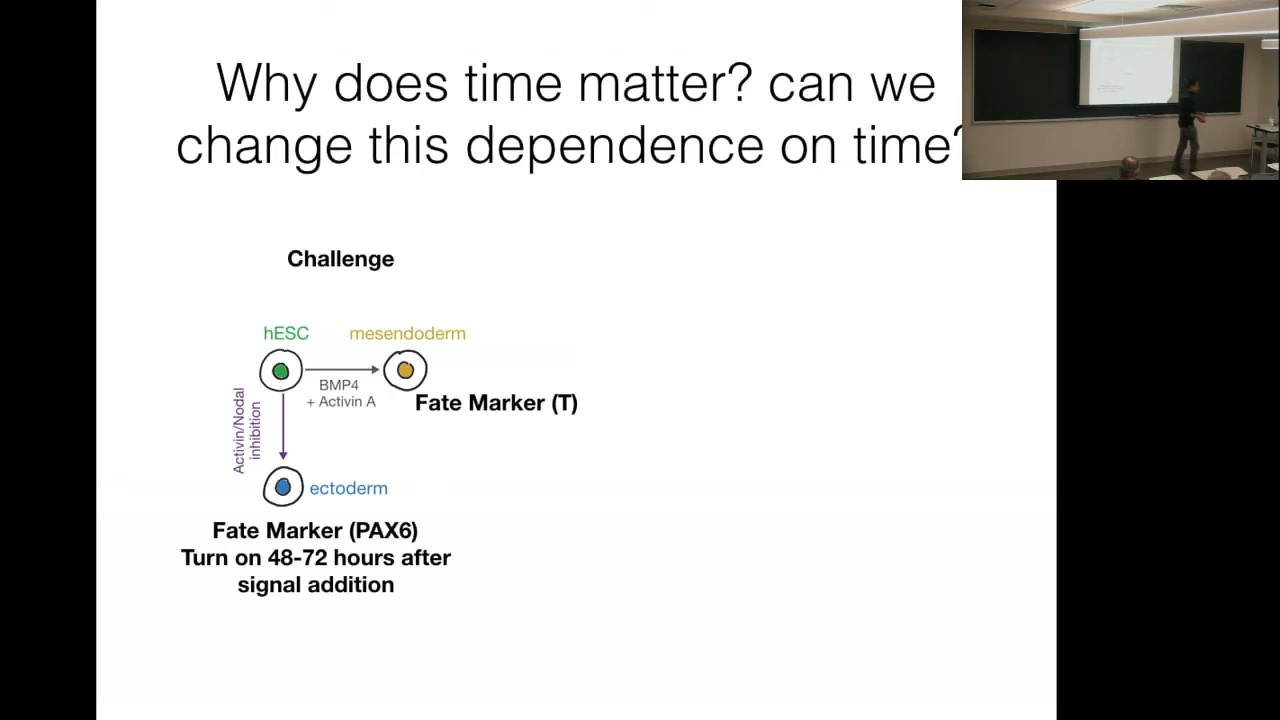 Why does time matter? can we
change this dependence on time?
Challenge
hESC
mesendoderm
BMP4
+ Activin A
Fate Marker (T)
Activin/Nodal
inhibition
ectoderm
Fate Marker (PAX6)
Turn on 48-72 hours after
signal addition